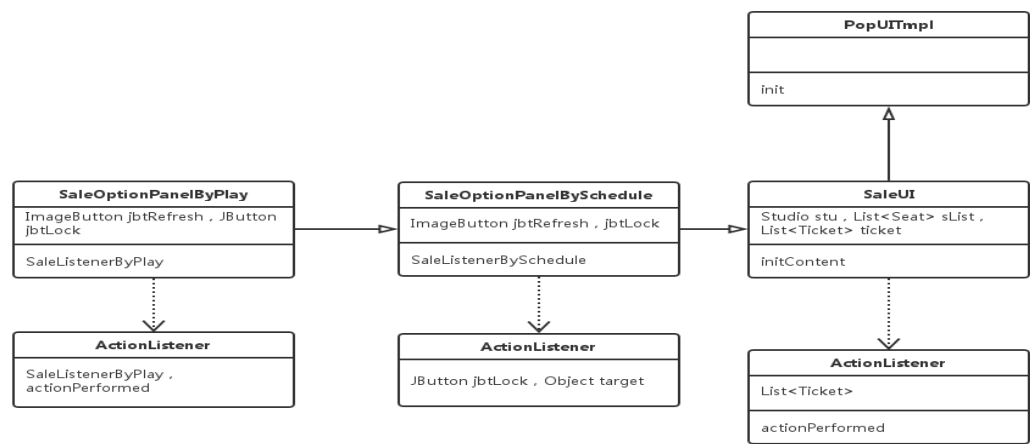 PopUITmpl
init
SaleOptionPanelByPlay
ImageButton jbtRefresh , JButton
jbtLock
SaleListenerByPlay
SaleOptionPanelBySchedule
ImageButton jbtRefresh , jbtLock
SaleListenerBySchedule
SaleUI
Studio stu , List<Seat> sList ,
List<Ticket> ticket
initContent
ActionListener
SaleListenerByPlay ,
actionPerformed
ActionListener
JButton jbtLock , Object target
ActionListener
List<Ticket>
actionPerformed